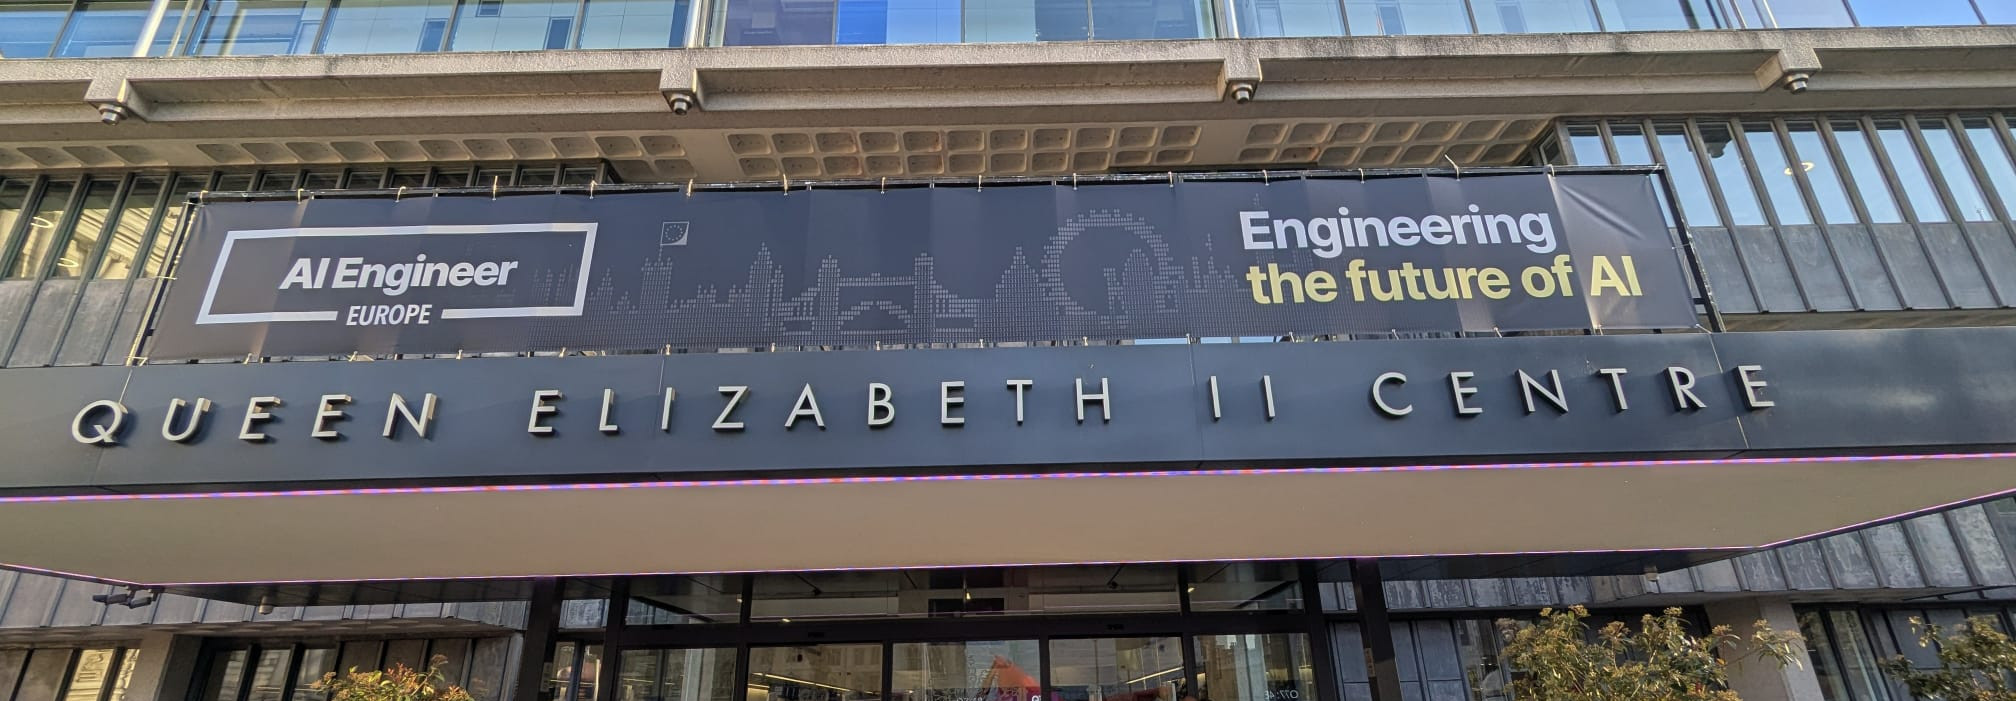 AI Engineer
EUROPE
Engineering
the future of AI
QUEEN ELIZABETH II CENTRE